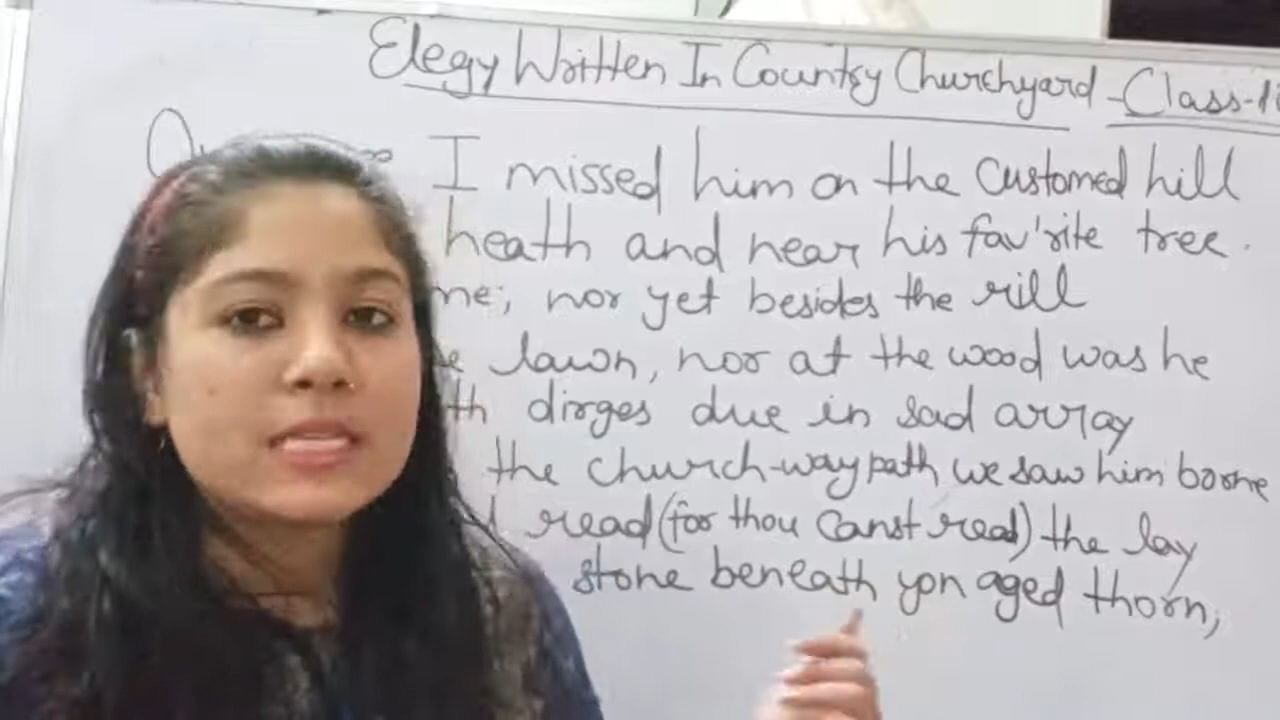 Elegy Written In Country Churchyard - Class-11
I missed him on the customed hill
heath and near his fav'rite tree.
me; nor yet besides the rill
lawn, nor at the wood was he
th dirges due in sad array
the church-way path we saw him borne
read (for thou canst read) the lay
stone beneath yon aged thorn,